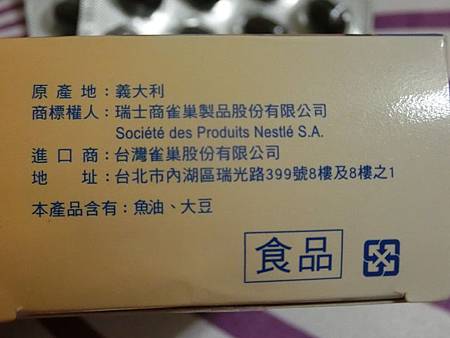 原產地：義大利
商標權人：瑞士商雀巢製品股份有限公司
Société des Produits Nestlé S.A.
進口商：台灣雀巢股份有限公司
地址：台北市內湖區瑞光路399號8樓及8樓之1
本產品含有：魚油、大豆
食品